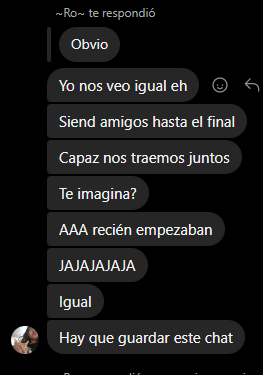 ~Ro~ te respondió
Obvio
Yo nos veo igual eh
Siend amigos hasta el final
Capaz nos traemos juntos
Te imagina?
AAA recién empezaban
JAJAJAJAJA
Igual
Hay que guardar este chat